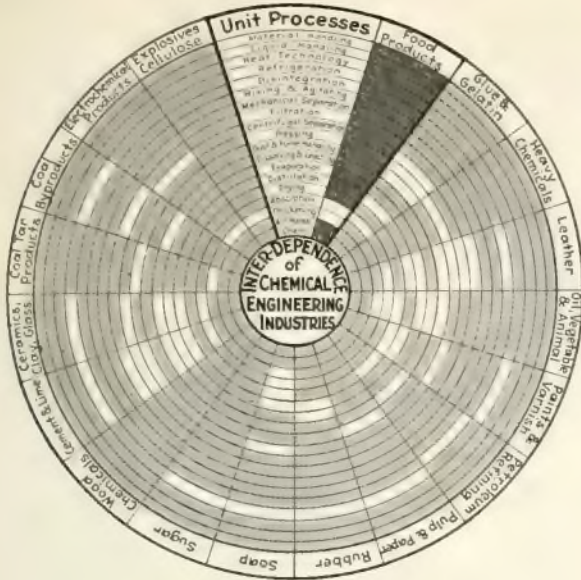 Unit Processes
Material Handling
Liquid Handling
Heat Technology
Refrigeration
Disintegration
Mixing & Agitating
Mechanical Separation
Filtration
Centrifugal Separation
Pressing
Evaporation
Distillation
Drying
Absorption
Thickening
Food
Products
Glue &
Gelatin
Heavy
Chemicals
Leather
Oil, Vegetable
& Animal
Paints &
Varnish
Petroleum
Refining
Pulp & Paper
Rubber
Soap
Sugar
Wood
Chemicals
Cement & Lime
Ceramics,
Clay, Glass
Coal Tar
Products
Coal
Byproducts
Electrochemical
Products
Explosives
Cellulose
INTER-DEPENDENCE
of
CHEMICAL
ENGINEERING
INDUSTRIES